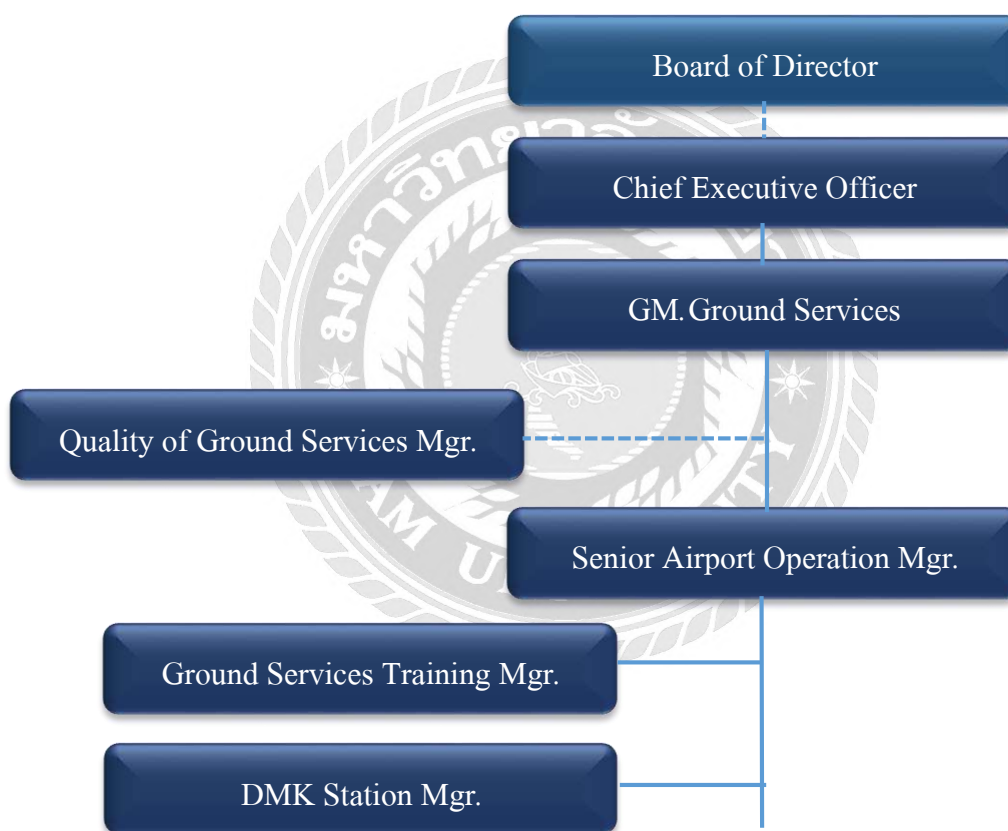 Board of Director
Chief Executive Officer
GM. Ground Services
Quality of Ground Services Mgr.
Senior Airport Operation Mgr.
Ground Services Training Mgr.
DMK Station Mgr.